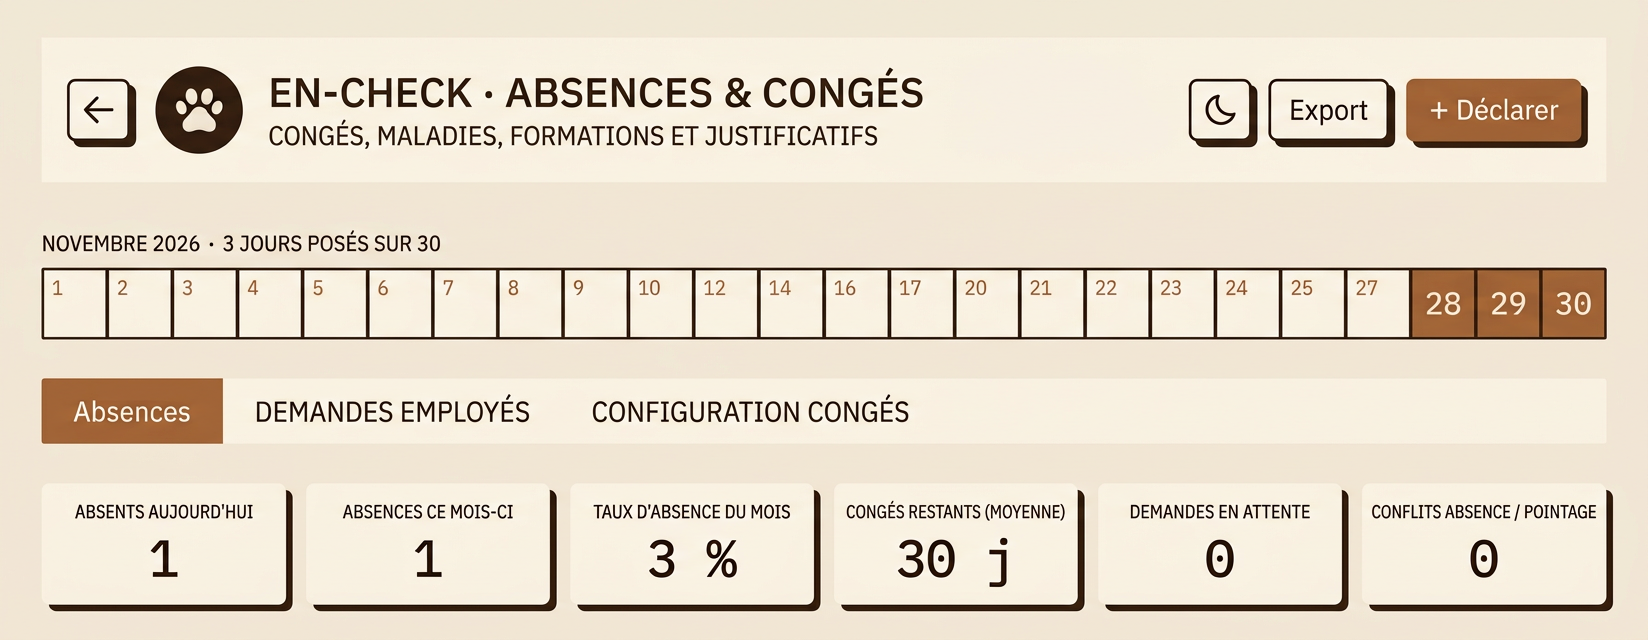 EN-CHECK · ABSENCES & CONGÉS
CONGÉS, MALADIES, FORMATIONS ET JUSTIFICATIFS
Export
+ Déclarer
NOVEMBRE 2026 · 3 JOURS POSÉS SUR 30
1 2 3 4 5 6 7 8 9 10 12 14 16 17 20 21 22 23 24 25 27 28 29 30
Absences
DEMANDES EMPLOYÉS
CONFIGURATION CONGÉS
ABSENTS AUJOURD'HUI
1
ABSENCES CE MOIS-CI
1
TAUX D'ABSENCE DU MOIS
3 %
CONGÉS RESTANTS (MOYENNE)
30 j
DEMANDES EN ATTENTE
0
CONFLITS ABSENCE / POINTAGE
0